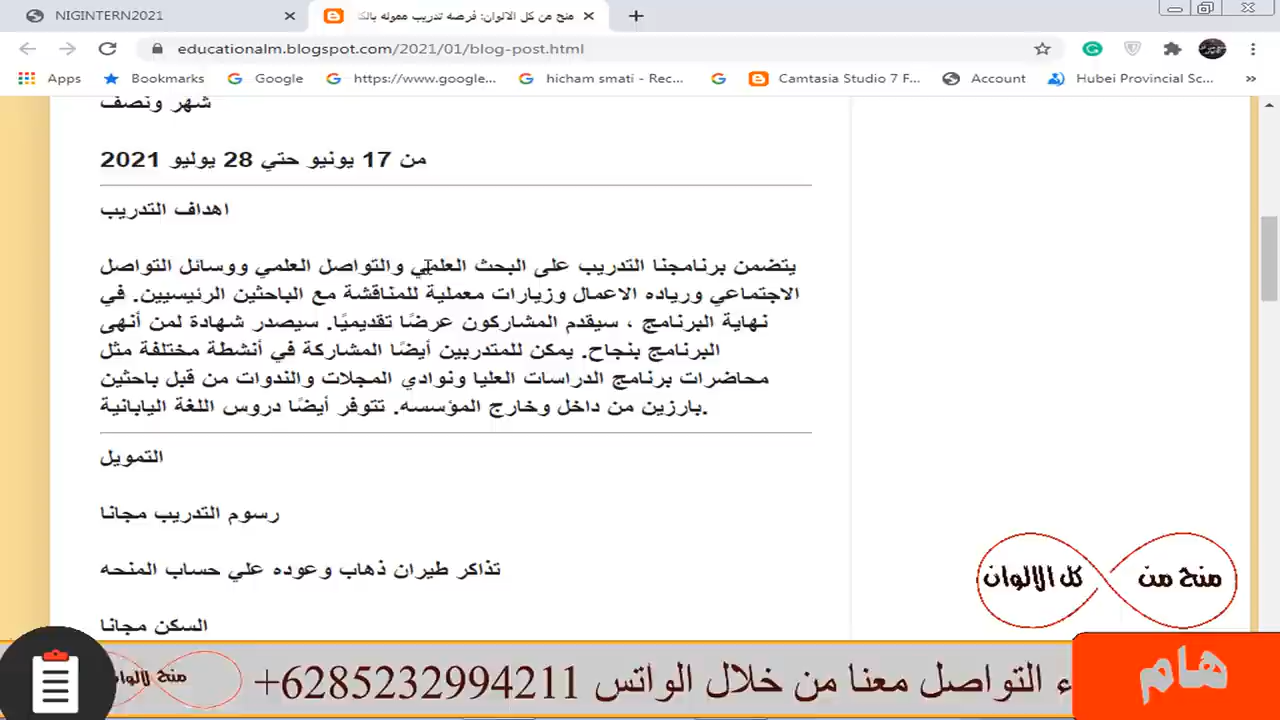 NIGINTERN2021
منح من كل الالوان: فرصه تدريب مموله بالكا
educationalm.blogspot.com/2021/01/blog-post.html
Apps Bookmarks Google https://www.google... hicham smati - Rec... Camtasia Studio 7 F... Account Hubei Provincial Sc... »
شهر ونصف
من 17 يونيو حتي 28 يوليو 2021
اهداف التدريب
يتضمن برنامجنا التدريب على البحث العلمي والتواصل العلمي ووسائل التواصل
الاجتماعي ورياده الاعمال وزيارات معملية للمناقشة مع الباحثين الرئيسيين. في
نهاية البرنامج ، سيقدم المشاركون عرضًا تقديميًا. سيصدر شهادة لمن أنهى
البرنامج بنجاح. يمكن للمتدربين أيضًا المشاركة في أنشطة مختلفة مثل
محاضرات برنامج الدراسات العليا ونوادي المجلات والندوات من قبل باحثين
بارزين من داخل وخارج المؤسسه. تتوفر أيضًا دروس اللغة اليابانية.
التمويل
رسوم التدريب مجانا
تذاكر طيران ذهاب وعوده علي حساب المنحه
السكن مجانا
منح من كل الالوان
هام
ء التواصل معنا من خلال الواتس 6285232994211+
منح